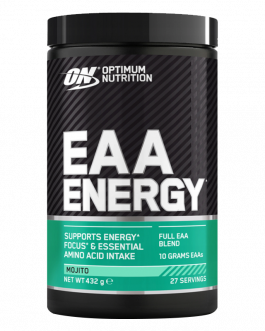 ON OPTIMUM
NUTRITION
EAA
ENERGY
SUPPORTS ENERGY*
FOCUS* & ESSENTIAL
AMINO ACID INTAKE
FULL EAA
BLEND
10 GRAMS EAAs
MOJITO
NET WT 432 g ℮
27 SERVINGS